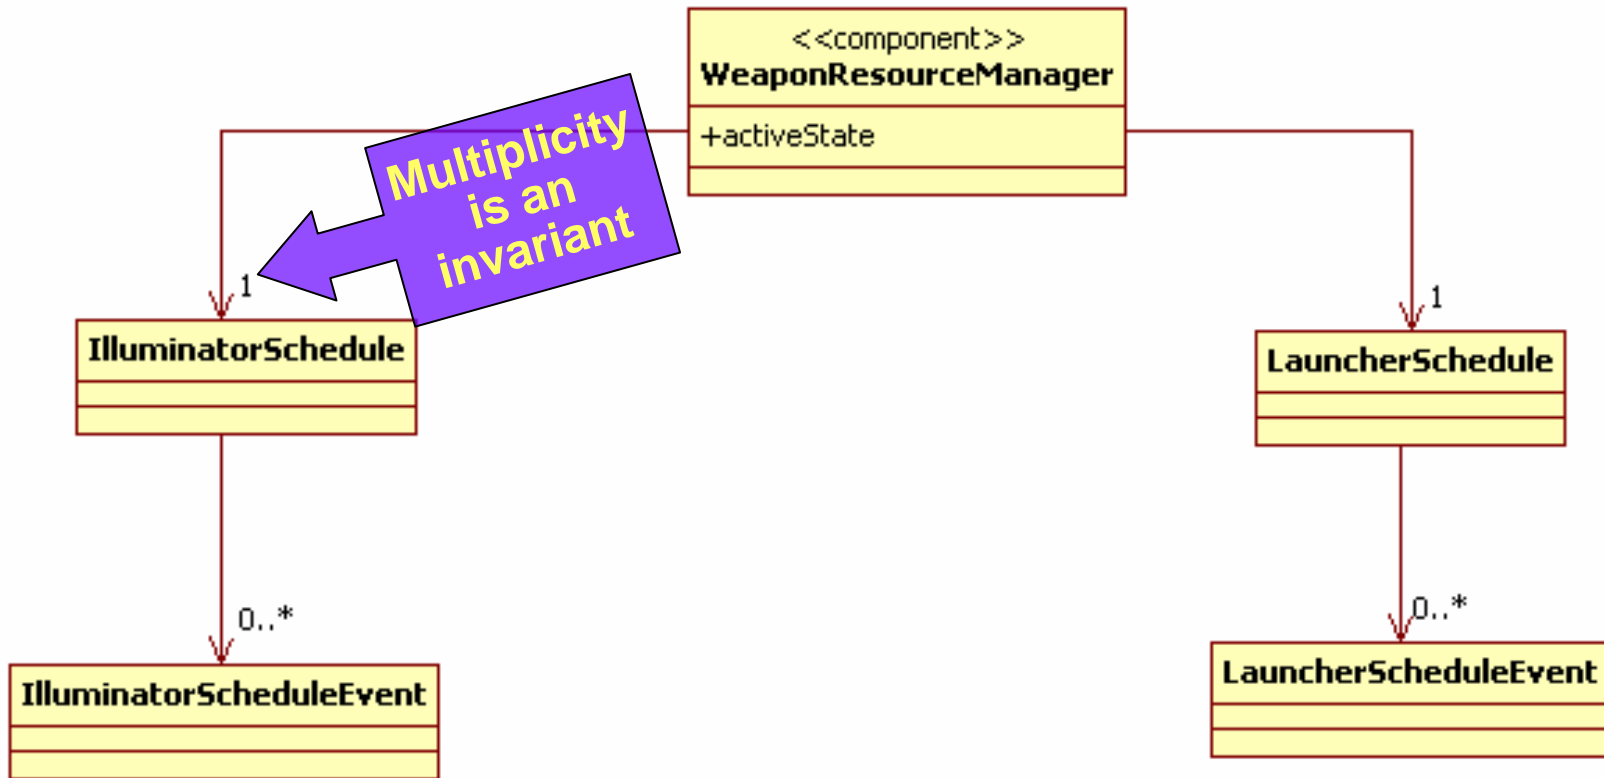 <<component>>
WeaponResourceManager
+activeState
Multiplicity
is an
invariant
1
1
IlluminatorSchedule
LauncherSchedule
0..*
0..*
IlluminatorScheduleEvent
LauncherScheduleEvent